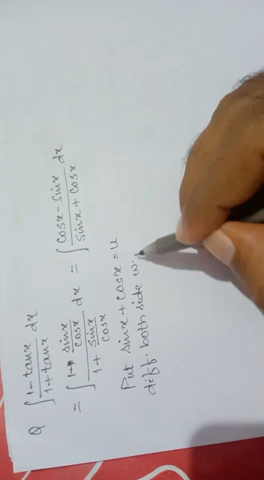 Q ∫ (1 - tanx)/(1 + tanx) dx
= ∫ (1 - sinx/cosx)/(1 + sinx/cosx) dx = ∫ (cosx - sinx)/(sinx + cosx) dx
Put sinx + cosx = u
diff. both side w.